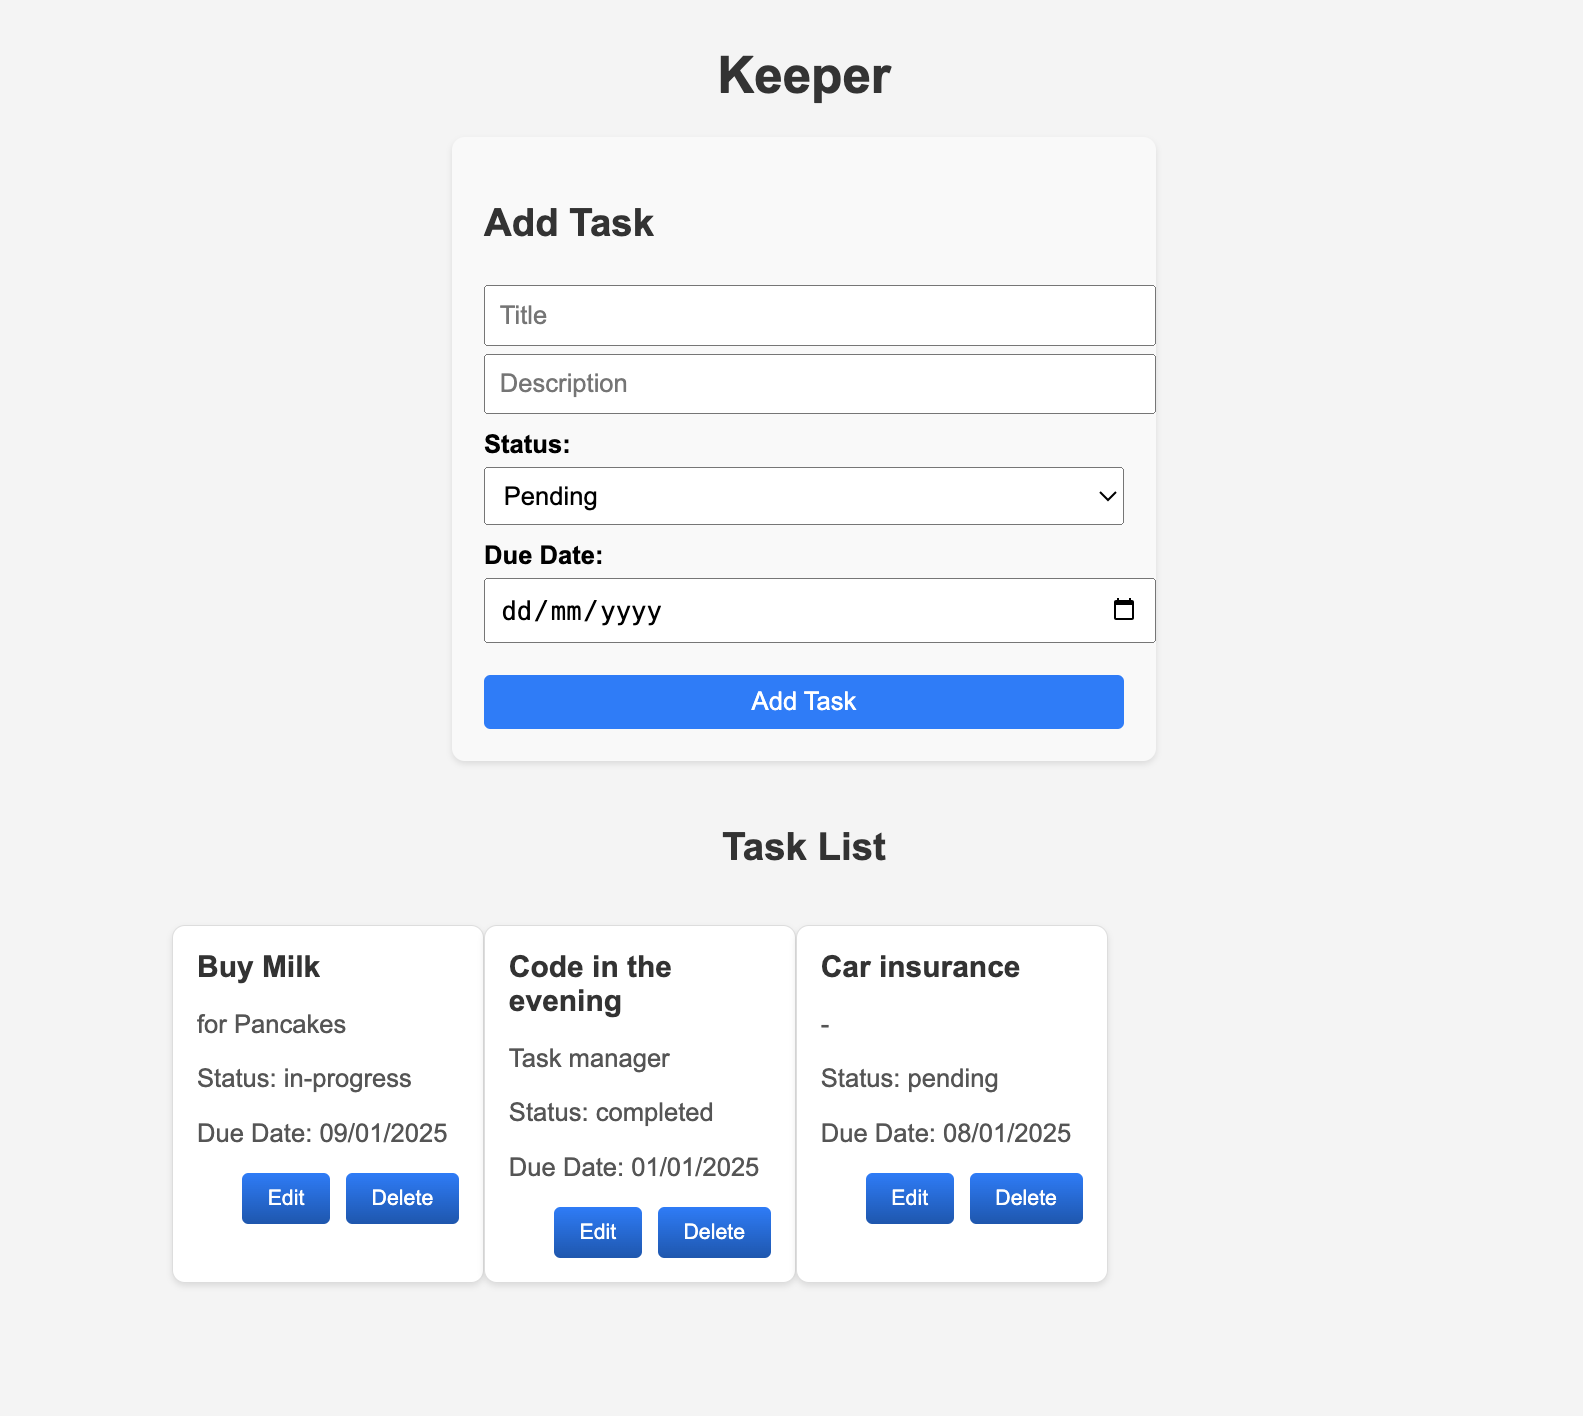 Keeper
Add Task
Title
Description
Status:
Pending
Due Date:
dd/mm/yyyy
Add Task
Task List
Buy Milk
for Pancakes
Status: in-progress
Due Date: 09/01/2025
Edit Delete
Code in the
evening
Task manager
Status: completed
Due Date: 01/01/2025
Edit Delete
Car insurance
-
Status: pending
Due Date: 08/01/2025
Edit Delete